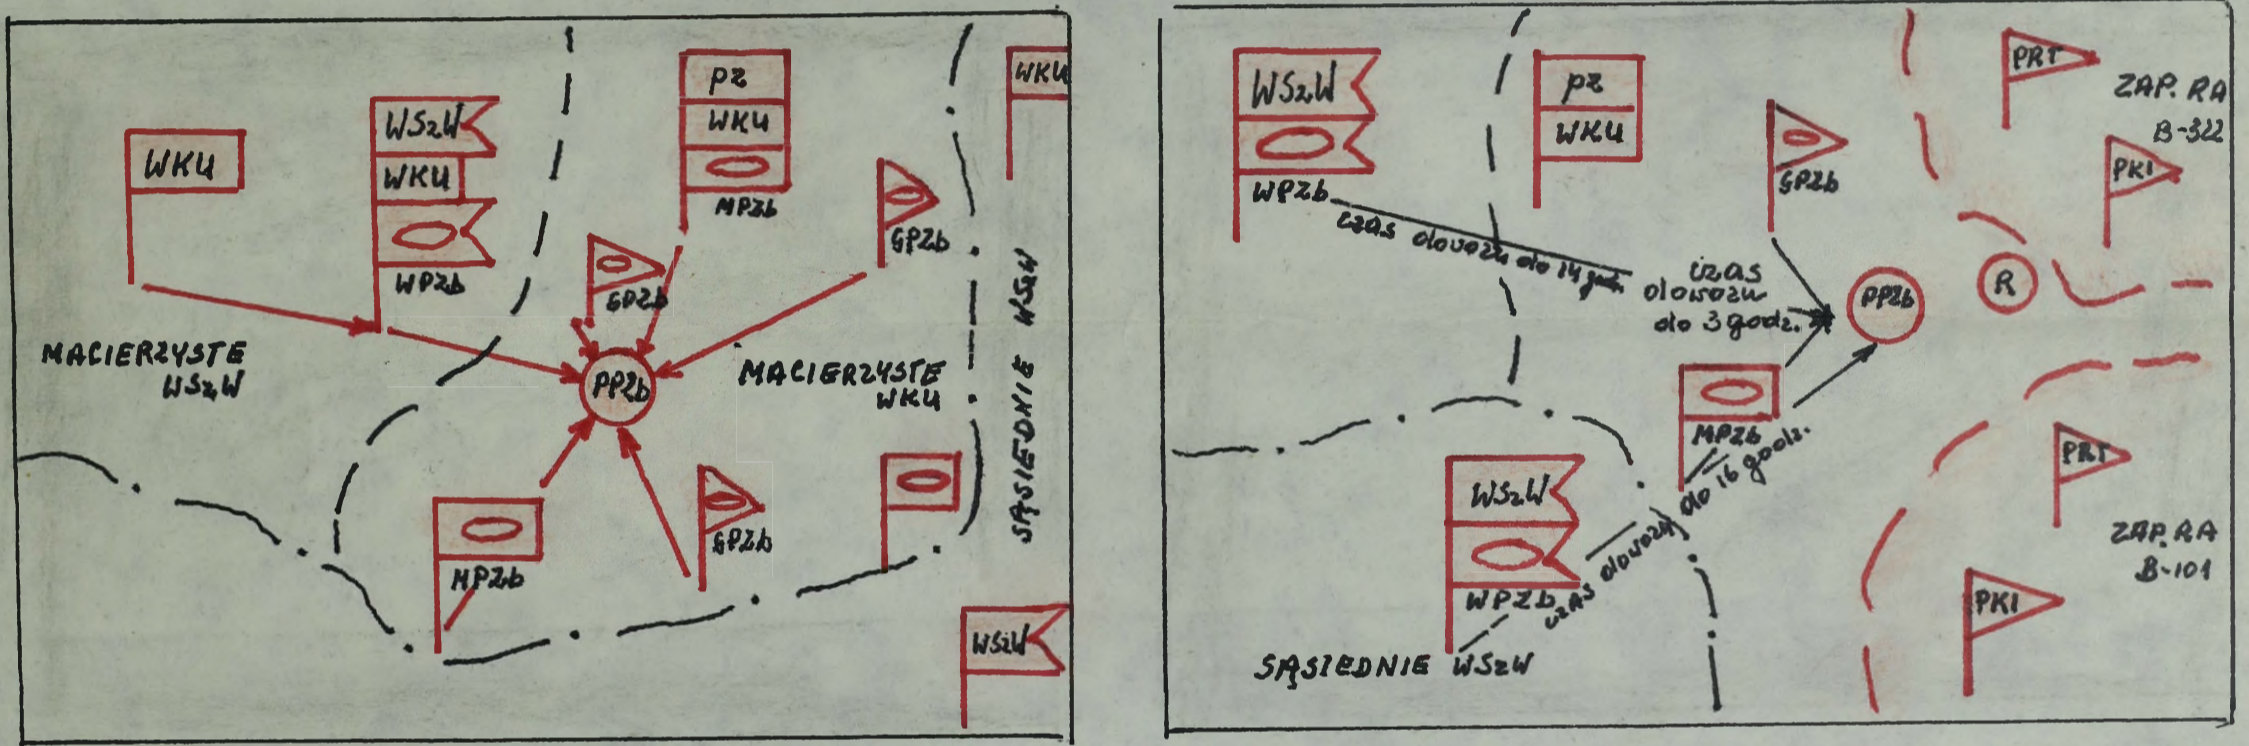 WKU
WSzW
WKU
WPZb
MACIERZYSTE
WSzW
pz
WKU
MPZb
GPZb
GPZb
PPZb
MACIERZYSTE
WKU
MPZb
GPZb
WKU
SĄSIEDNIE WSzW
WSzW
WSzW
WPZb
czas dowozu do 14 godz.
pz
WKU
GPZb
czas
dowozu
do 3 godz.
PPZb
R
PRT
ZAP. RA
B-322
PKI
MPZb
WSzW
WPZb
czas dowozu do 16 godz.
SĄSIEDNIE WSzW
PRT
ZAP. RA
B-101
PKI